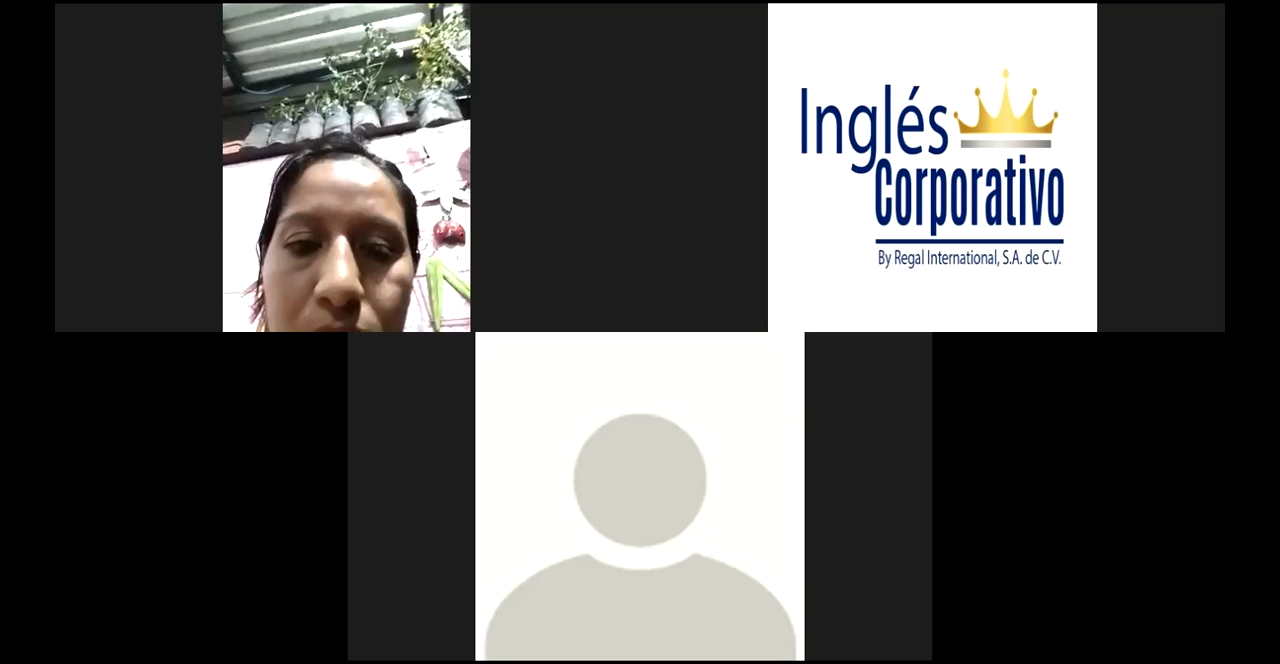 Inglés
Corporativo
By Regal International, S.A. de C.V.